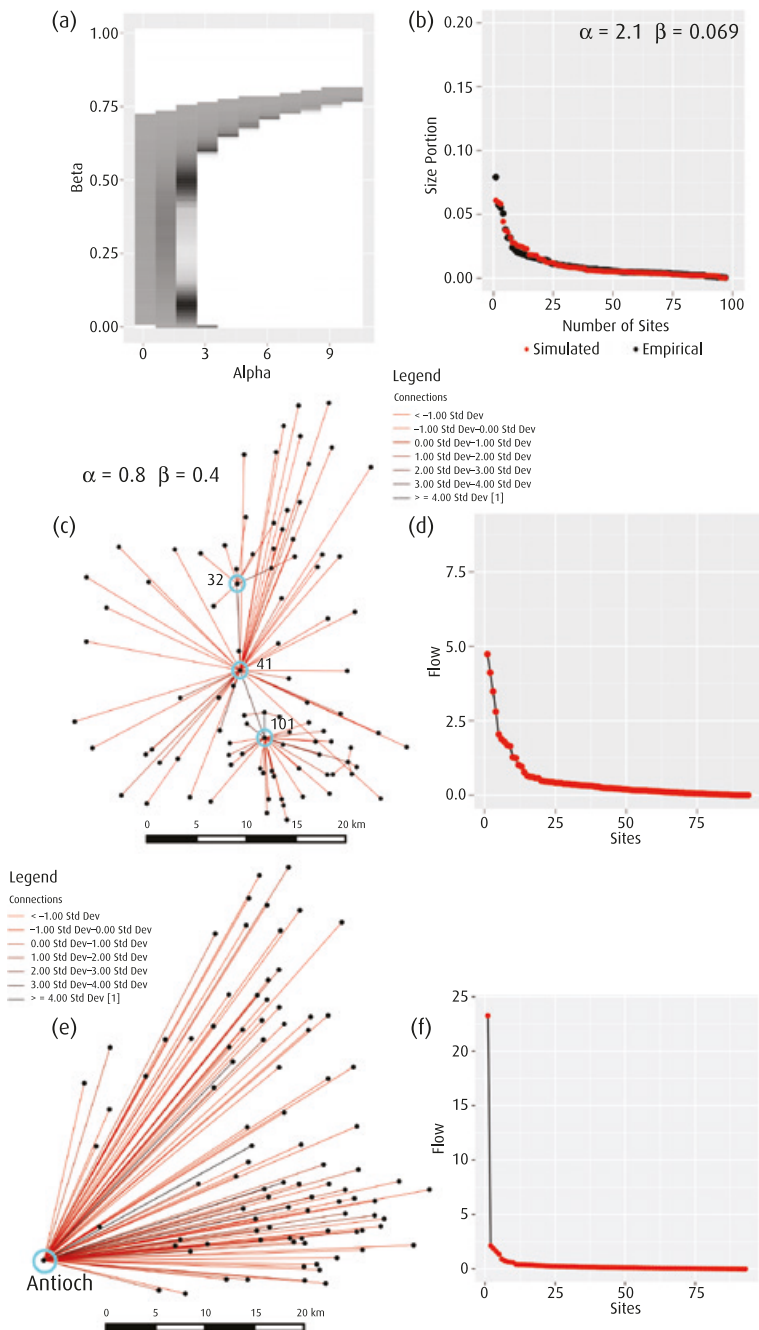 (a)
1.00
0.75
0.50
0.25
0.00
Beta
0 3 6 9
Alpha
(b)
α = 2.1 β = 0.069
0.20
0.15
0.10
0.05
0.00
Size Portion
0 25 50 75 100
Number of Sites
Simulated Empirical
Legend
Connections
< –1.00 Std Dev
–1.00 Std Dev–0.00 Std Dev
0.00 Std Dev–1.00 Std Dev
1.00 Std Dev–2.00 Std Dev
2.00 Std Dev–3.00 Std Dev
3.00 Std Dev–4.00 Std Dev
> = 4.00 Std Dev [1]
α = 0.8 β = 0.4
(c)
32
41
101
0 5 10 15 20 km
(d)
7.5
5.0
2.5
0.0
Flow
0 25 50 75
Sites
Legend
Connections
< –1.00 Std Dev
–1.00 Std Dev–0.00 Std Dev
0.00 Std Dev–1.00 Std Dev
1.00 Std Dev–2.00 Std Dev
2.00 Std Dev–3.00 Std Dev
3.00 Std Dev–4.00 Std Dev
> = 4.00 Std Dev [1]
(e)
Antioch
0 5 10 15 20 km
(f)
25
22
15
10
5
0
Flow
0 25 50 75
Sites